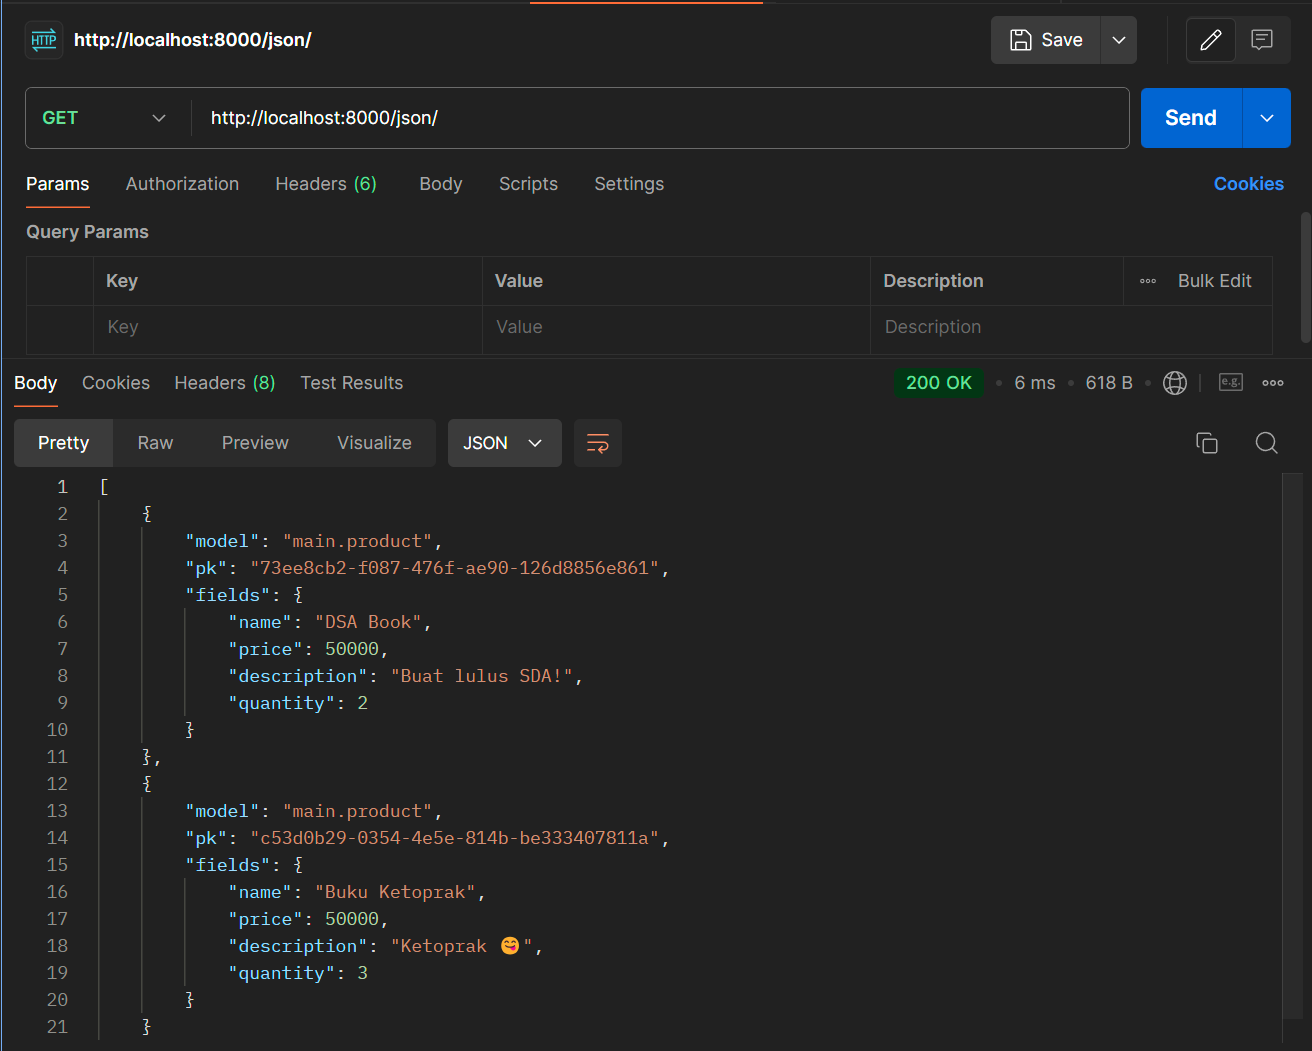 HTTP http://localhost:8000/json/ Save
GET http://localhost:8000/json/ Send
Params Authorization Headers (6) Body Scripts Settings Cookies
Query Params
Key Value Description Bulk Edit
Key Value Description
Body Cookies Headers (8) Test Results 200 OK 6 ms 618 B e.g.
Pretty Raw Preview Visualize JSON
1 [
2 {
3 "model": "main.product",
4 "pk": "73ee8cb2-f087-476f-ae90-126d8856e861",
5 "fields": {
6 "name": "DSA Book",
7 "price": 50000,
8 "description": "Buat lulus SDA!",
9 "quantity": 2
10 }
11 },
12 {
13 "model": "main.product",
14 "pk": "c53d0b29-0354-4e5e-814b-be333407811a",
15 "fields": {
16 "name": "Buku Ketoprak",
17 "price": 50000,
18 "description": "Ketoprak 😋",
19 "quantity": 3
20 }
21 }